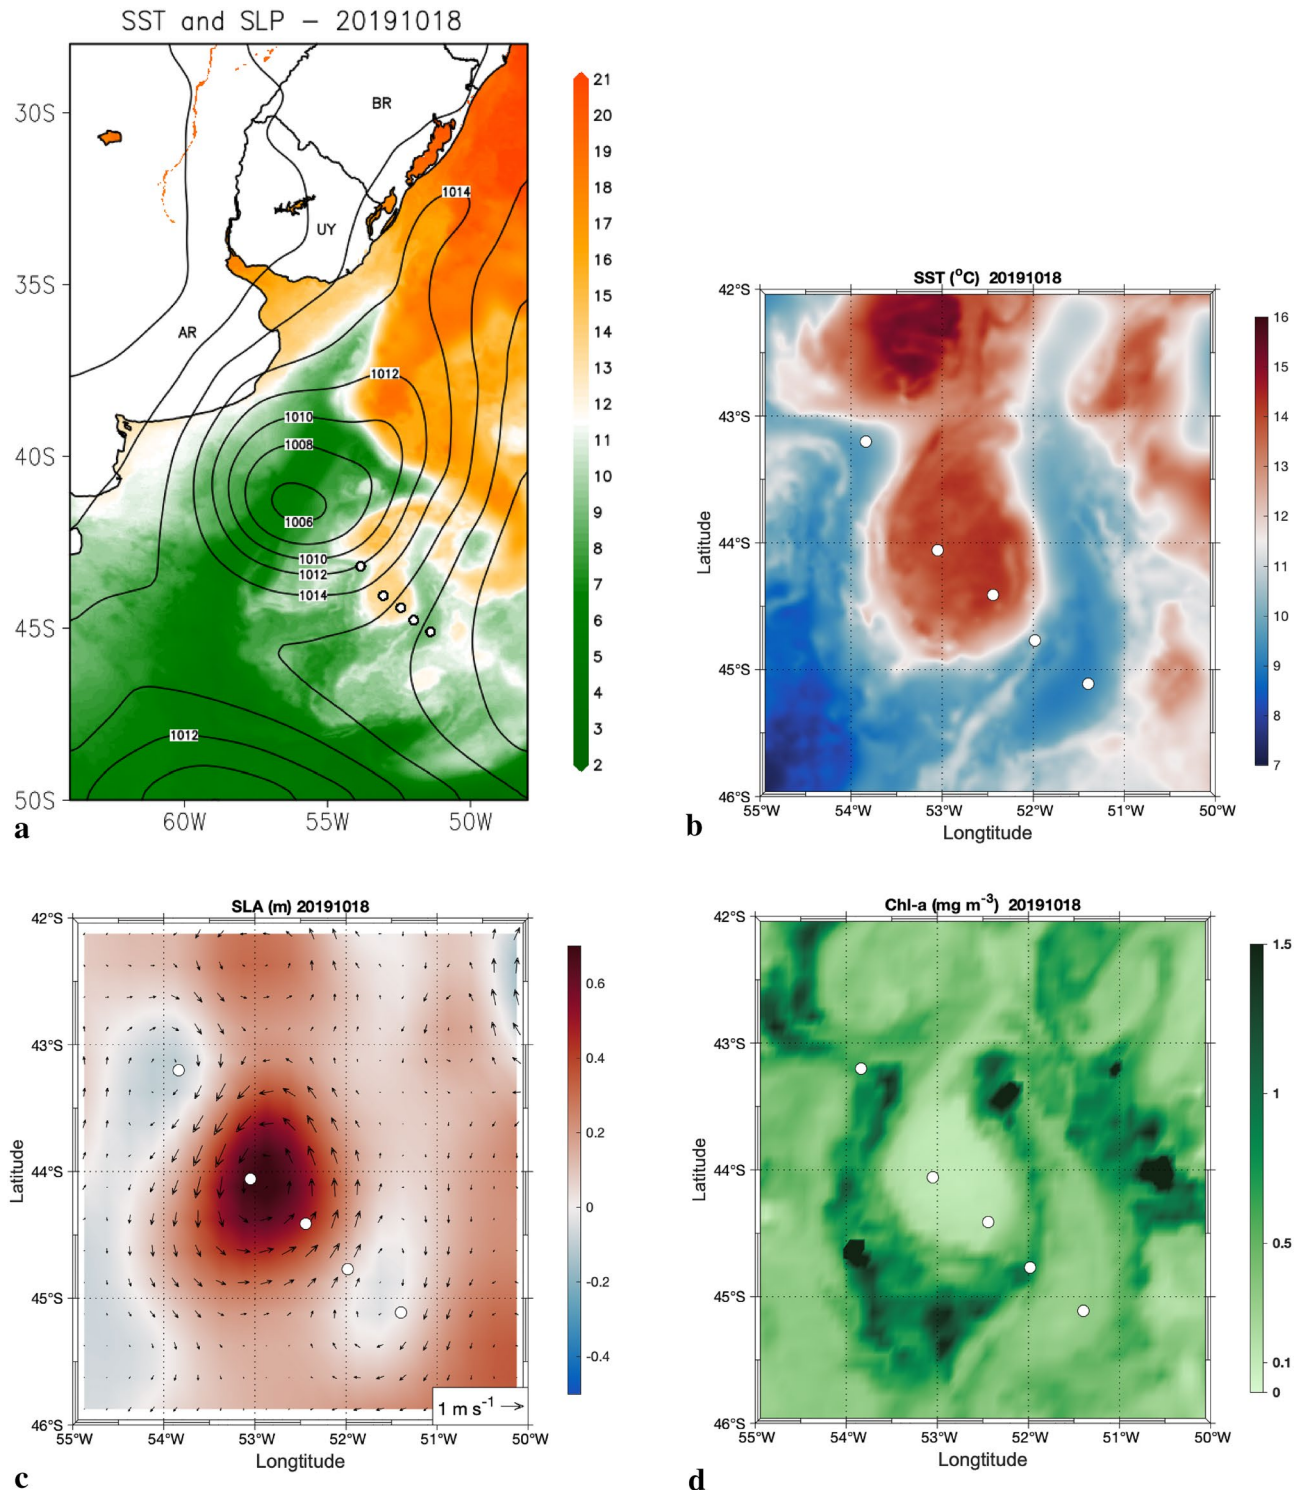 SST and SLP – 20191018
30S
35S
40S
45S
50S
60W
55W
50W
BR
UY
AR
1014
1012
1010
1008
1006
1010
1012
1014
1012
21
20
19
18
17
16
15
14
13
12
11
10
9
8
7
6
5
4
3
2
a
SST (°C) 20191018
42°S
43°S
44°S
45°S
46°S
Latitude
55°W
54°W
53°W
52°W
51°W
50°W
Longtitude
16
15
14
13
12
11
10
9
8
7
b
SLA (m) 20191018
42°S
43°S
44°S
45°S
46°S
Latitude
55°W
54°W
53°W
52°W
51°W
50°W
Longtitude
1 m s⁻¹
0.6
0.4
0.2
0
-0.2
-0.4
c
Chl-a (mg m⁻³) 20191018
42°S
43°S
44°S
45°S
46°S
Latitude
55°W
54°W
53°W
52°W
51°W
50°W
Longtitude
1.5
1
0.5
0.1
0
d